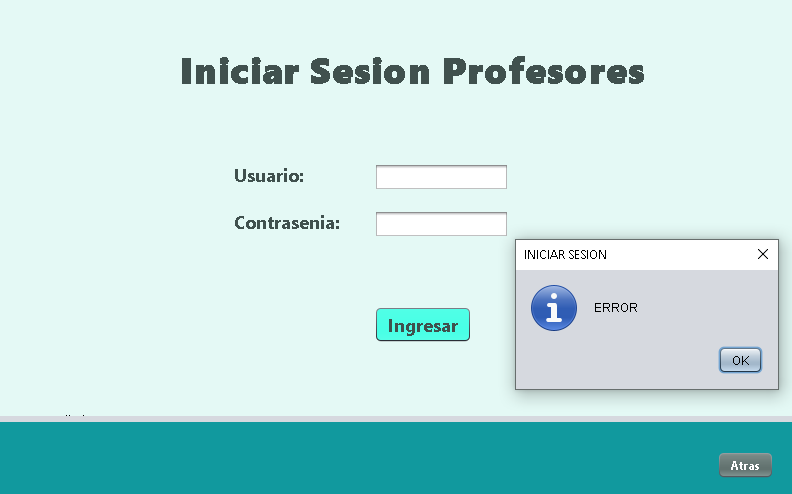 Iniciar Sesion Profesores
Usuario:
Contrasenia:
INICIAR SESION
ERROR
OK
Ingresar
Atras